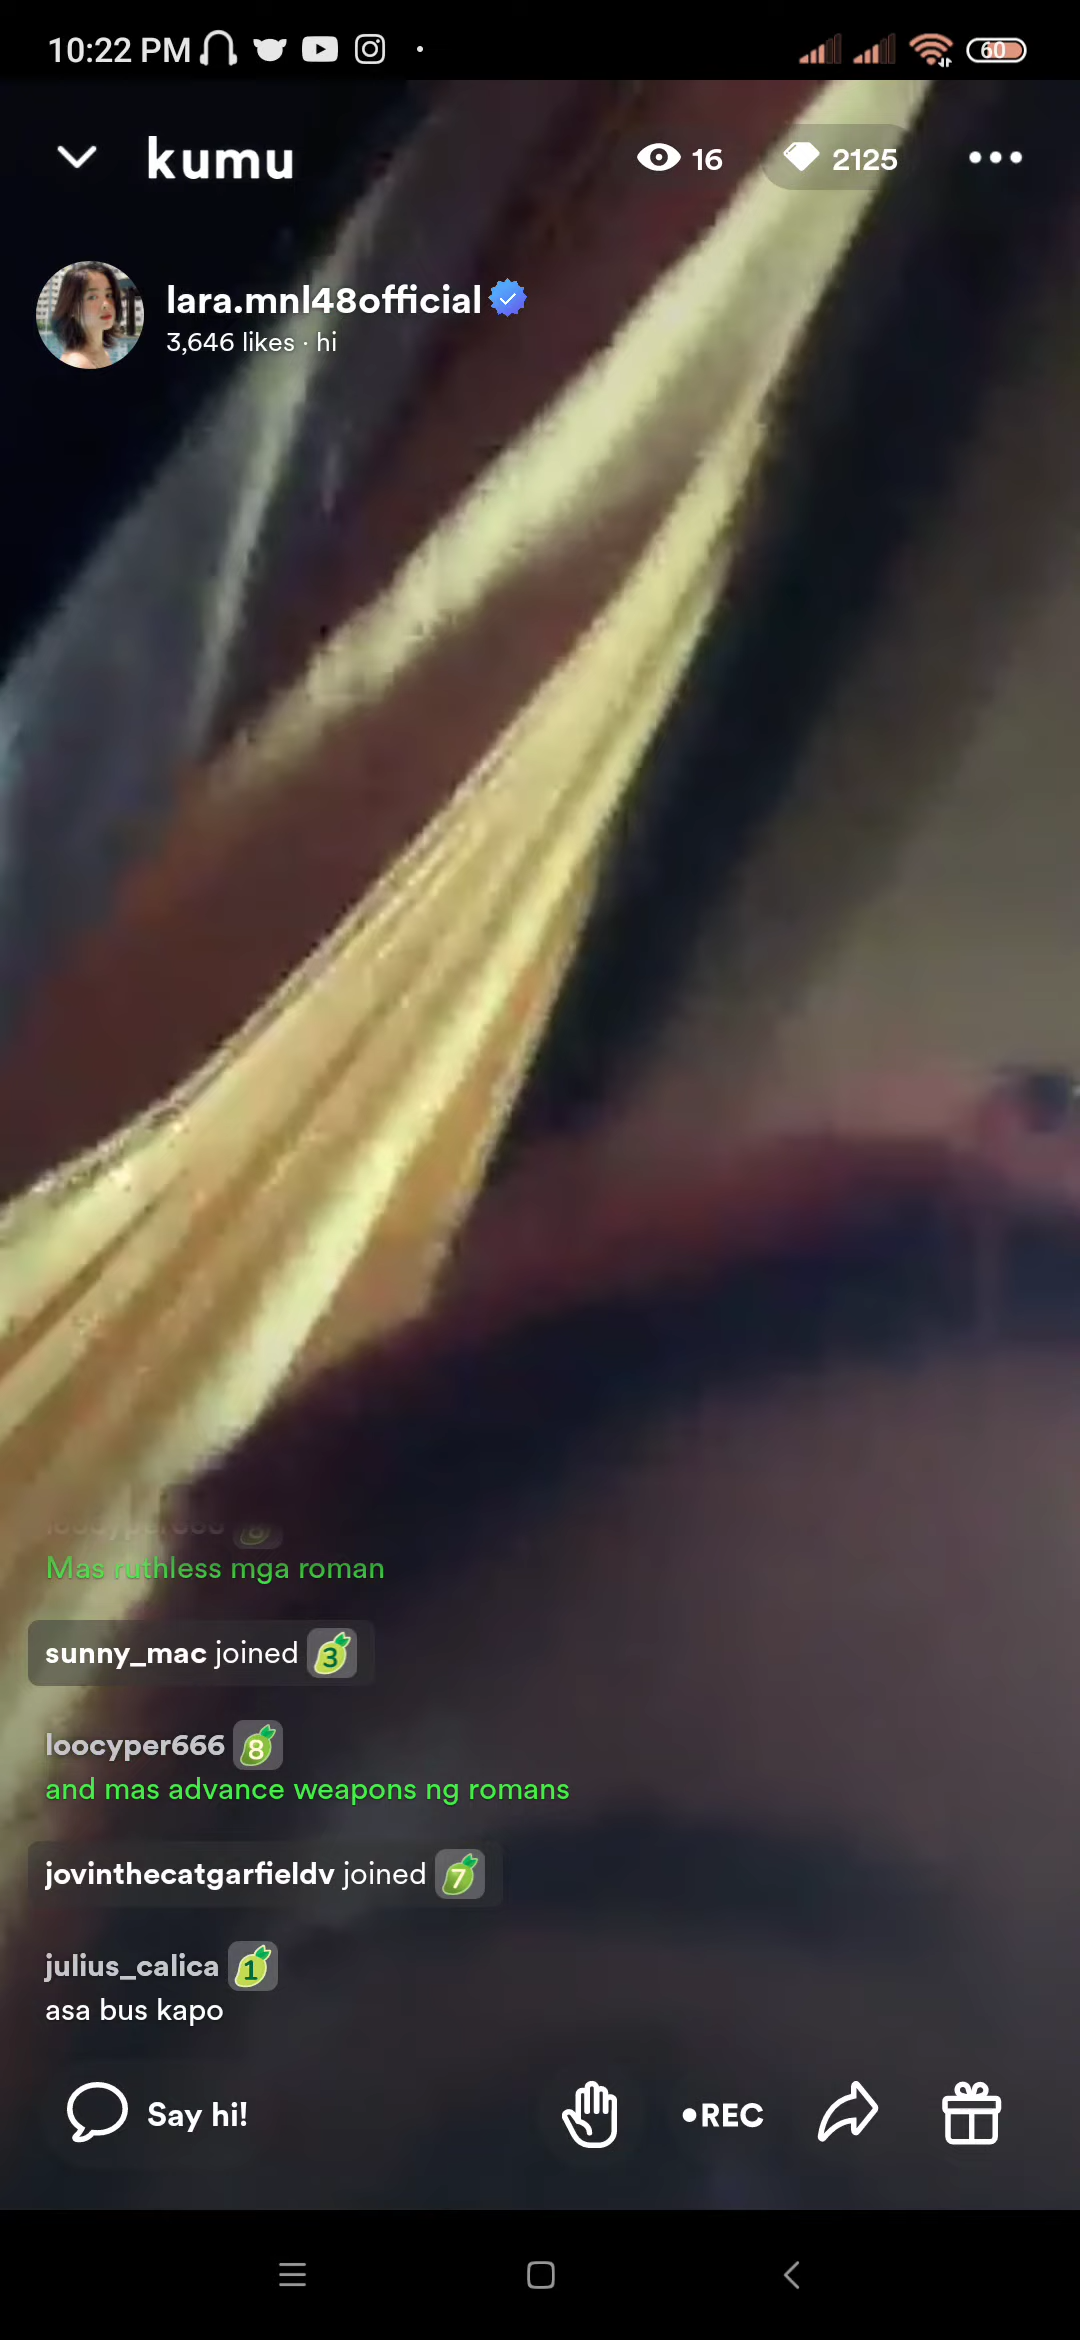 10:22 PM
60
kumu
16
2125
lara.mnl48official
3,646 likes · hi
Mas ruthless mga roman
sunny_mac joined 3
loocyper666 8
and mas advance weapons ng romans
jovinthecatgarfieldv joined 7
julius_calica 1
asa bus kapo
Say hi!
•REC